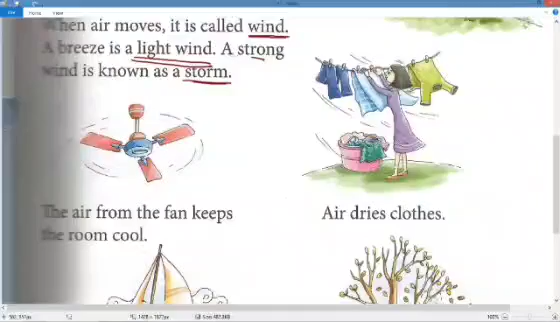 When air moves, it is called wind.
A breeze is a light wind. A strong
wind is known as a storm.
The air from the fan keeps
the room cool.
Air dries clothes.